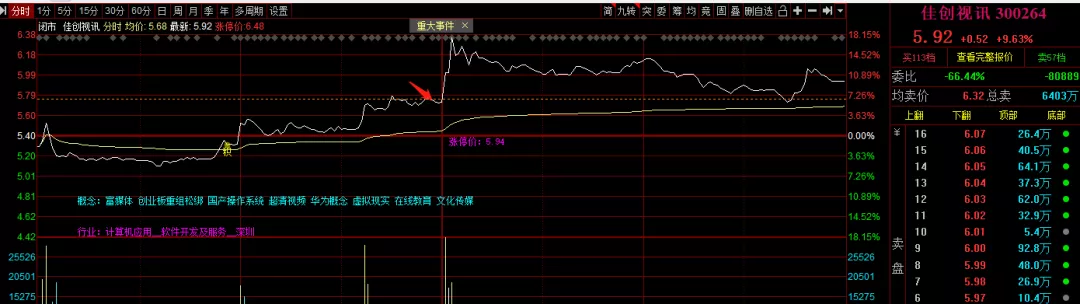 分时 1分 5分 15分 30分 60分 日 周 月 季 年 多周期 设置 简 九转 突 委 筹 均 竞 固 叠 删自选
闭市 佳创视讯 分时 均价: 5.68 最新: 5.92 涨停价: 6.48
重大事件 ×
6.38 18.15%
6.18 14.52%
5.99 10.89%
5.79 7.26%
5.60 3.63%
5.40 0.00%
5.20 3.63%
5.01 7.26%
4.81 10.89%
4.62 14.52%
4.42 18.15%
25526 25526
20501 20501
15275 15275
涨停价: 5.94
概念: 富媒体 创业板重组松绑 国产操作系统 超清视频 华为概念 虚拟现实 在线教育 文化传媒
行业: 计算机应用__软件开发及服务__深圳
佳创视讯 300264
5.92 +0.52 +9.63%
买113档 查看完整报价 卖57档
委比 -66.44% -80889
均卖价 6.32 总卖 6403万
上翻 下翻 顶部 底部
¥ 16 6.07 26.4万
15 6.06 40.5万
14 6.05 64.1万
13 6.04 37.3万
12 6.03 62.0万
11 6.02 32.9万
10 6.01 5.4万
卖盘
9 6.00 92.8万
8 5.99 48.0万
7 5.98 26.9万
6 5.97 10.4万